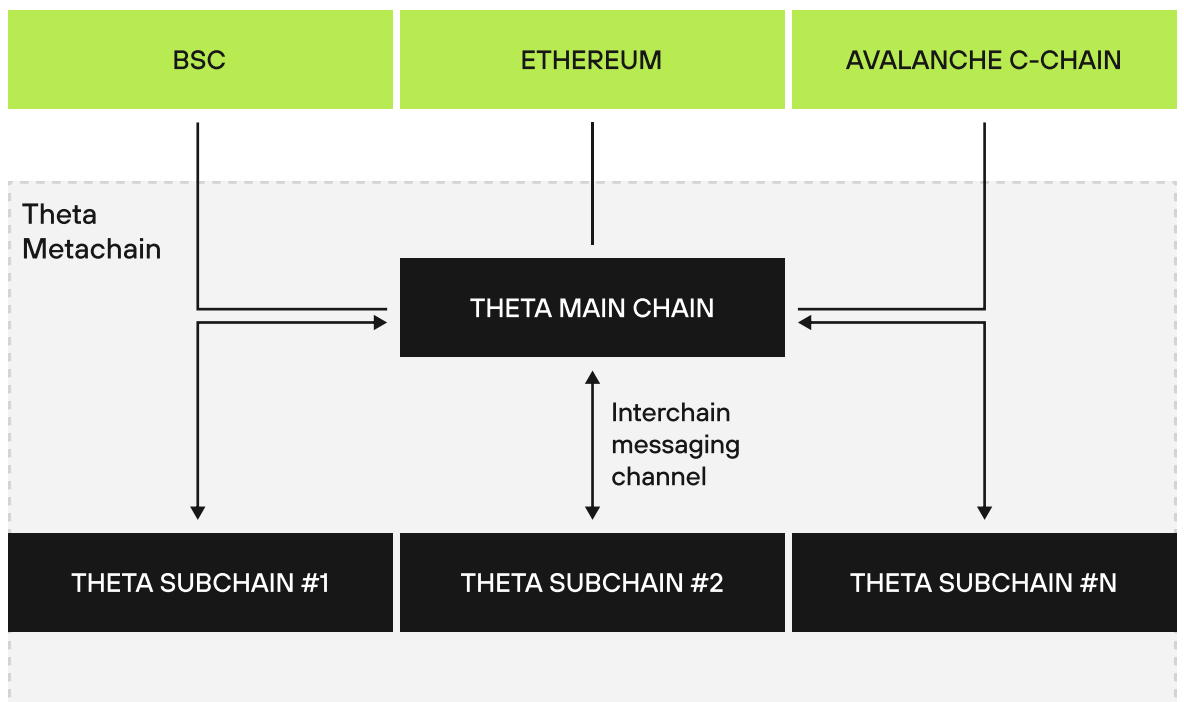 BSC
ETHEREUM
AVALANCHE C-CHAIN
Theta
Metachain
THETA MAIN CHAIN
Interchain
messaging
channel
THETA SUBCHAIN #1
THETA SUBCHAIN #2
THETA SUBCHAIN #N